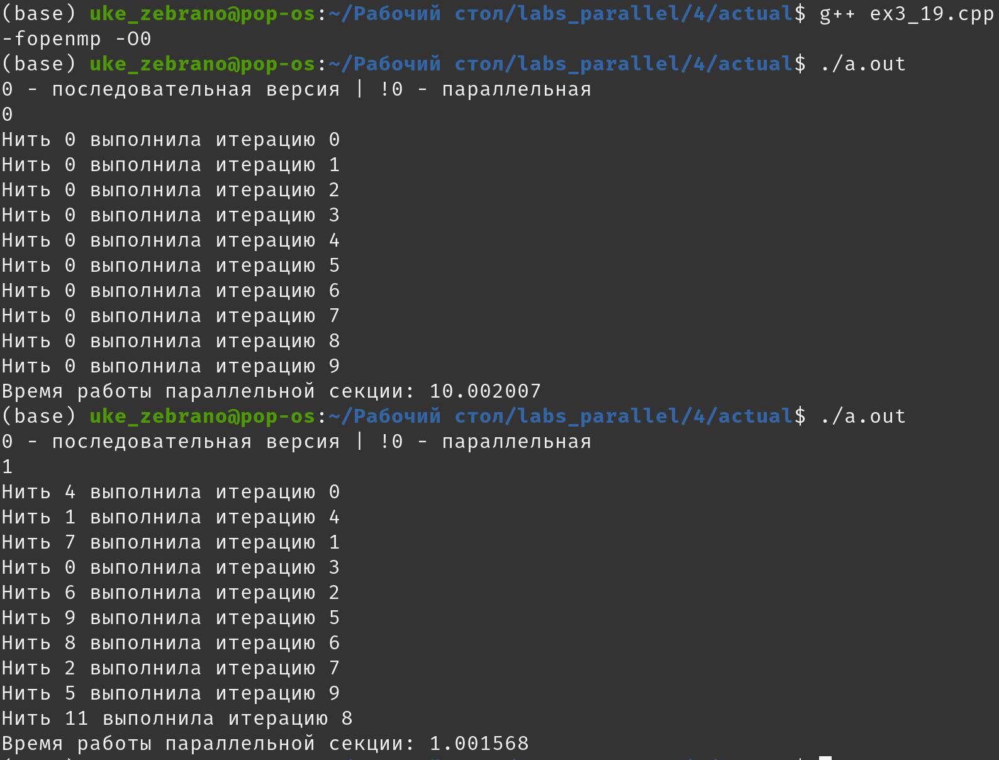 (base) uke_zebrano@pop-os:~/Рабочий стол/labs_parallel/4/actual$ g++ ex3_19.cpp
-fopenmp -O0
(base) uke_zebrano@pop-os:~/Рабочий стол/labs_parallel/4/actual$ ./a.out
0 - последовательная версия | !0 - параллельная
0
Нить 0 выполнила итерацию 0
Нить 0 выполнила итерацию 1
Нить 0 выполнила итерацию 2
Нить 0 выполнила итерацию 3
Нить 0 выполнила итерацию 4
Нить 0 выполнила итерацию 5
Нить 0 выполнила итерацию 6
Нить 0 выполнила итерацию 7
Нить 0 выполнила итерацию 8
Нить 0 выполнила итерацию 9
Время работы параллельной секции: 10.002007
(base) uke_zebrano@pop-os:~/Рабочий стол/labs_parallel/4/actual$ ./a.out
0 - последовательная версия | !0 - параллельная
1
Нить 4 выполнила итерацию 0
Нить 1 выполнила итерацию 4
Нить 7 выполнила итерацию 1
Нить 0 выполнила итерацию 3
Нить 6 выполнила итерацию 2
Нить 9 выполнила итерацию 5
Нить 8 выполнила итерацию 6
Нить 2 выполнила итерацию 7
Нить 5 выполнила итерацию 9
Нить 11 выполнила итерацию 8
Время работы параллельной секции: 1.001568